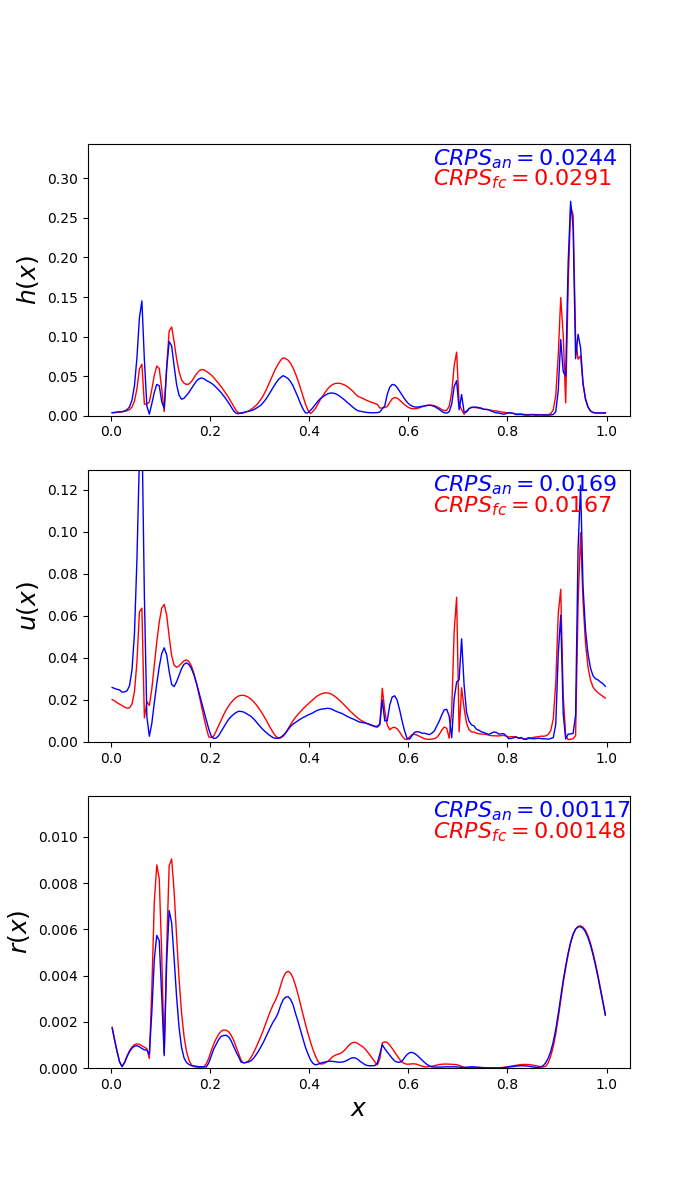 CRPS_an = 0.0244
CRPS_fc = 0.0291
h(x)
0.30
0.25
0.20
0.15
0.10
0.05
0.00
0.0 0.2 0.4 0.6 0.8 1.0
CRPS_an = 0.0169
CRPS_fc = 0.0167
u(x)
0.12
0.10
0.08
0.06
0.04
0.02
0.00
0.0 0.2 0.4 0.6 0.8 1.0
CRPS_an = 0.00117
CRPS_fc = 0.00148
r(x)
0.010
0.008
0.006
0.004
0.002
0.000
0.0 0.2 0.4 0.6 0.8 1.0
x